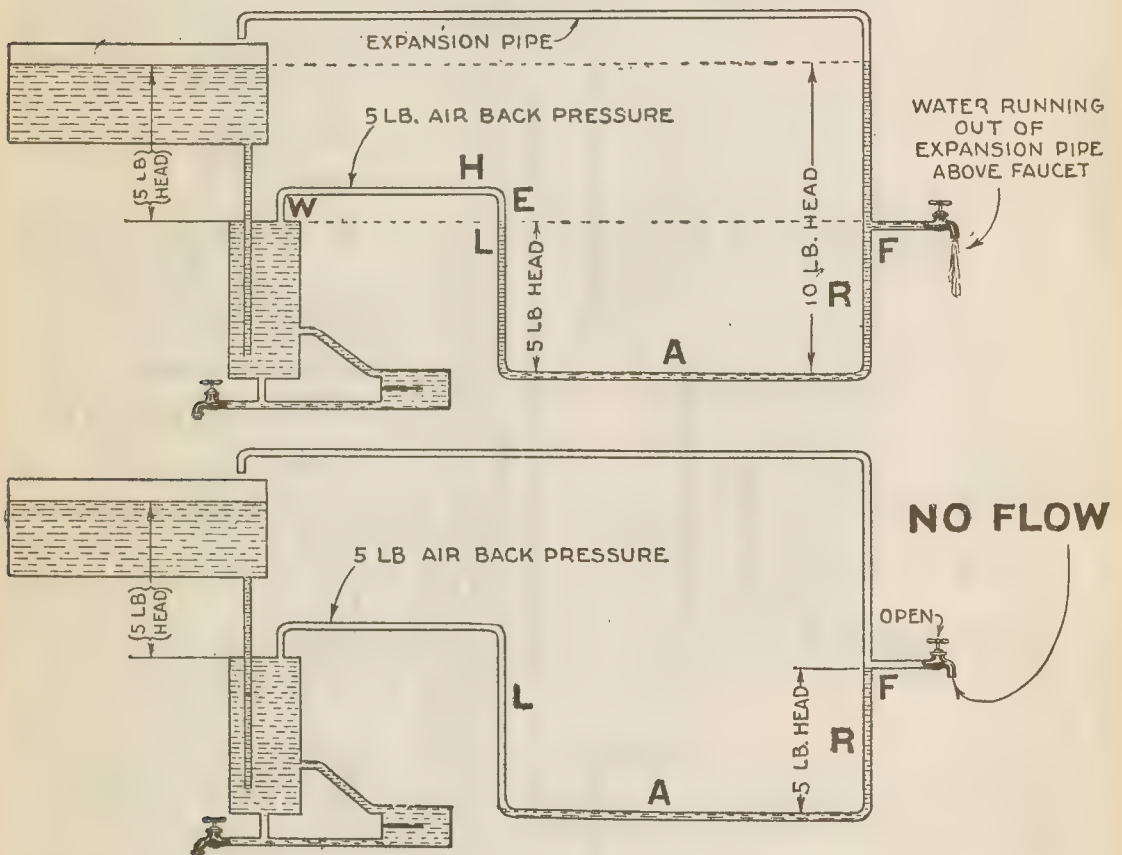 EXPANSION PIPE
5 LB. AIR BACK PRESSURE
WATER RUNNING
OUT OF
EXPANSION PIPE
ABOVE FAUCET
5 LB
HEAD
H
W
E
L
5 LB HEAD
10 LB. HEAD
F
R
A
5 LB AIR BACK PRESSURE
NO FLOW
5 LB
HEAD
OPEN
L
F
5 LB. HEAD
R
A